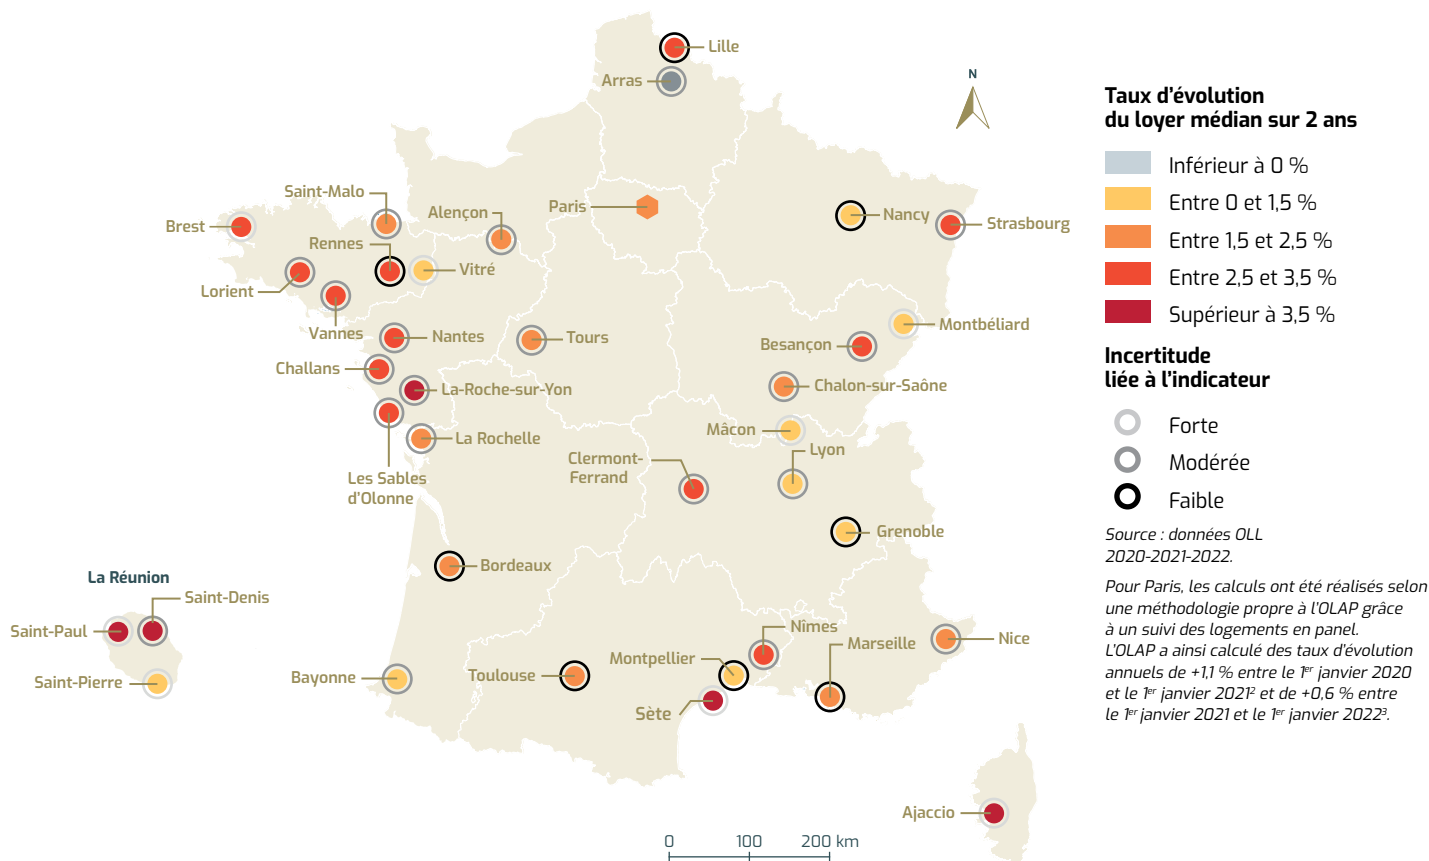 Lille
Arras
N
Saint-Malo
Alençon
Paris
Nancy
Strasbourg
Brest
Rennes
Vitré
Lorient
Vannes
Nantes
Tours
Montbéliard
Besançon
Challans
La-Roche-sur-Yon
Chalon-sur-Saône
La Rochelle
Mâcon
Lyon
Les Sables
d'Olonne
Clermont-
Ferrand
Grenoble
Bordeaux
La Réunion
Saint-Denis
Saint-Paul
Saint-Pierre
Bayonne
Toulouse
Montpellier
Nîmes
Marseille
Nice
Sète
Ajaccio
0 100 200 km
Taux d'évolution
du loyer médian sur 2 ans
Inférieur à 0 %
Entre 0 et 1,5 %
Entre 1,5 et 2,5 %
Entre 2,5 et 3,5 %
Supérieur à 3,5 %
Incertitude
liée à l'indicateur
Forte
Modérée
Faible
Source : données OLL
2020-2021-2022.
Pour Paris, les calculs ont été réalisés selon
une méthodologie propre à l'OLAP grâce
à un suivi des logements en panel.
L'OLAP a ainsi calculé des taux d'évolution
annuels de +1,1 % entre le 1er janvier 2020
et le 1er janvier 2021² et de +0,6 % entre
le 1er janvier 2021 et le 1er janvier 2022³.